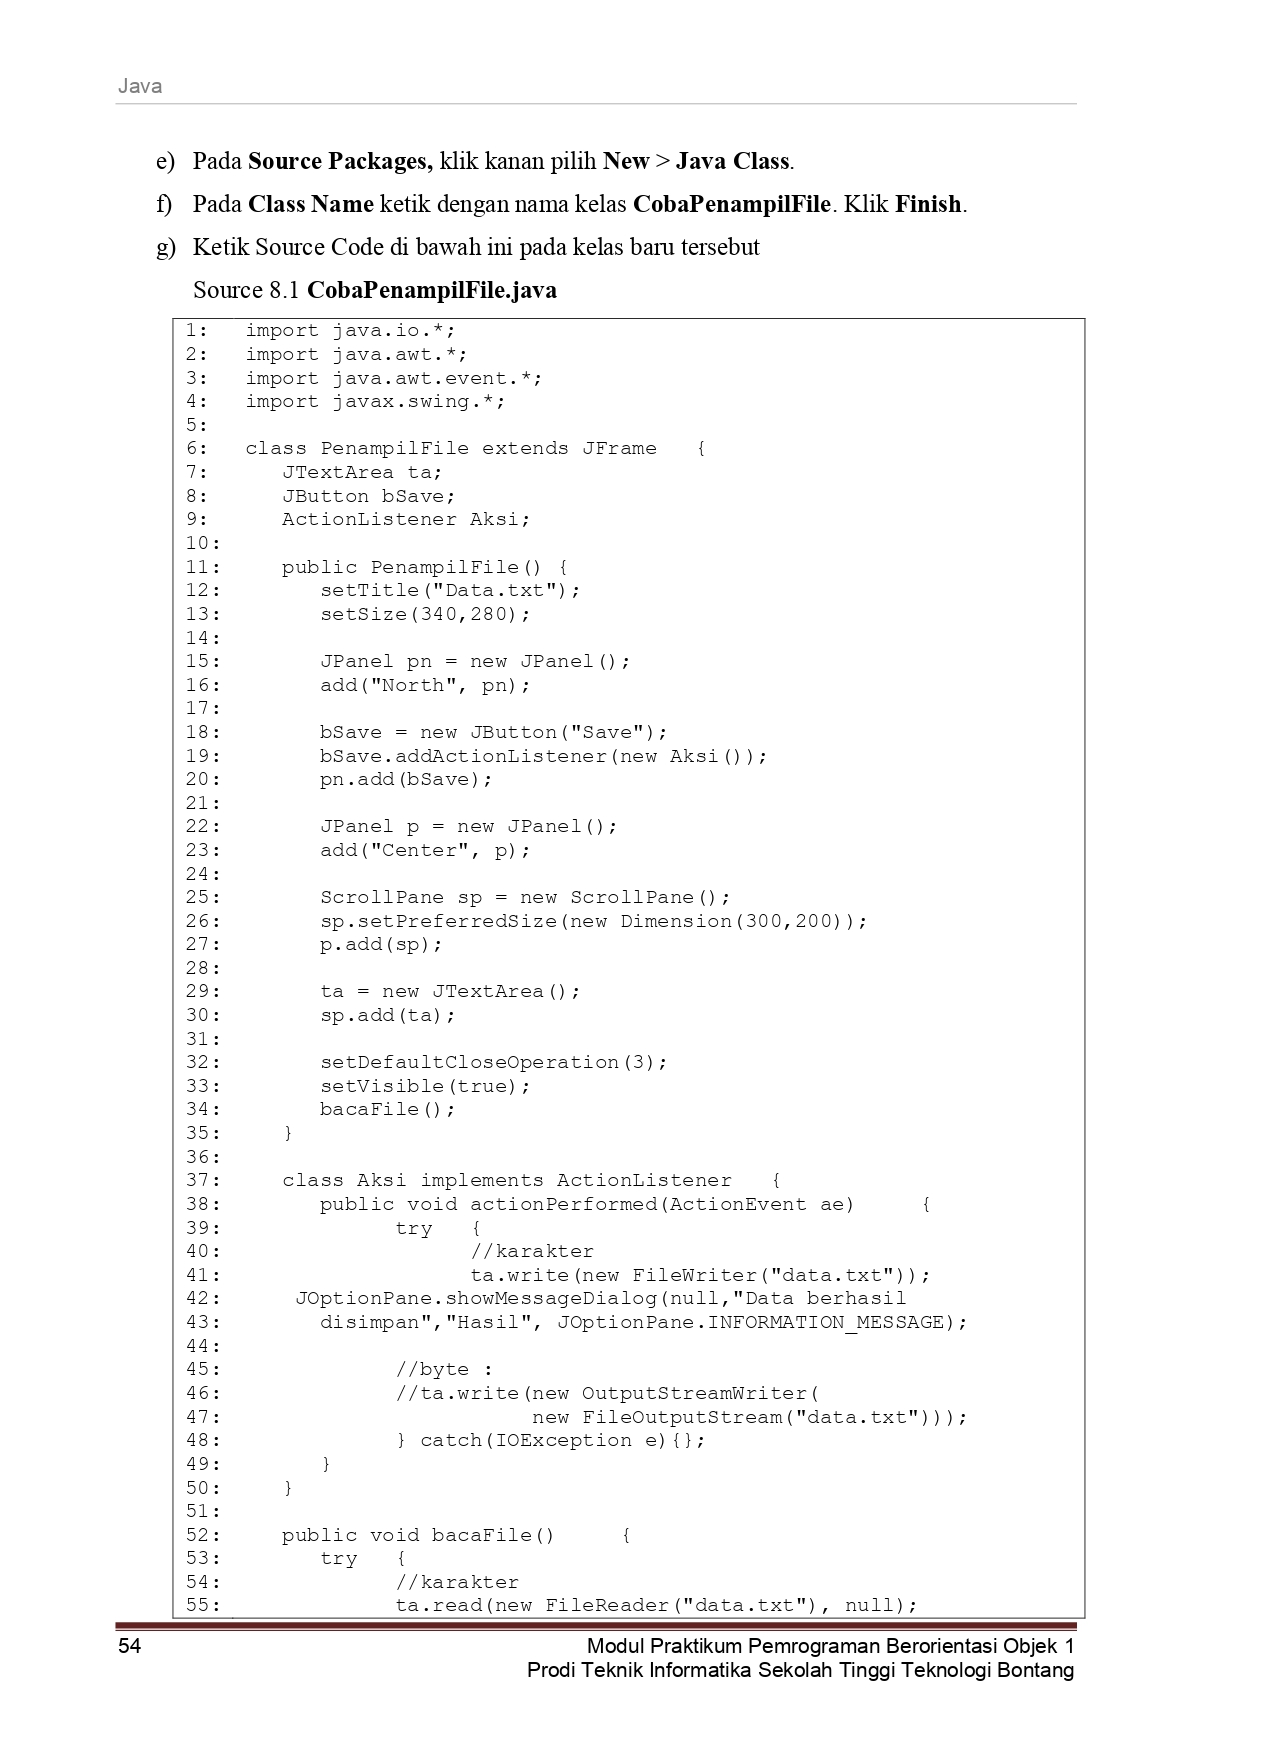 Java
e) Pada Source Packages, klik kanan pilih New > Java Class.
f) Pada Class Name ketik dengan nama kelas CobaPenampilFile. Klik Finish.
g) Ketik Source Code di bawah ini pada kelas baru tersebut
Source 8.1 CobaPenampilFile.java
1: import java.io.*;
2: import java.awt.*;
3: import java.awt.event.*;
4: import javax.swing.*;
5:
6: class PenampilFile extends JFrame {
7: JTextArea ta;
8: JButton bSave;
9: ActionListener Aksi;
10:
11: public PenampilFile() {
12: setTitle("Data.txt");
13: setSize(340,280);
14:
15: JPanel pn = new JPanel();
16: add("North", pn);
17:
18: bSave = new JButton("Save");
19: bSave.addActionListener(new Aksi());
20: pn.add(bSave);
21:
22: JPanel p = new JPanel();
23: add("Center", p);
24:
25: ScrollPane sp = new ScrollPane();
26: sp.setPreferredSize(new Dimension(300,200));
27: p.add(sp);
28:
29: ta = new JTextArea();
30: sp.add(ta);
31:
32: setDefaultCloseOperation(3);
33: setVisible(true);
34: bacaFile();
35: }
36:
37: class Aksi implements ActionListener {
38: public void actionPerformed(ActionEvent ae) {
39: try {
40: //karakter
41: ta.write(new FileWriter("data.txt"));
42: JOptionPane.showMessageDialog(null,"Data berhasil
43: disimpan","Hasil", JOptionPane.INFORMATION_MESSAGE);
44:
45: //byte :
46: //ta.write(new OutputStreamWriter(
47: new FileOutputStream("data.txt")));
48: } catch(IOException e){};
49: }
50: }
51:
52: public void bacaFile() {
53: try {
54: //karakter
55: ta.read(new FileReader("data.txt"), null);
54 Modul Praktikum Pemrograman Berorientasi Objek 1
Prodi Teknik Informatika Sekolah Tinggi Teknologi Bontang